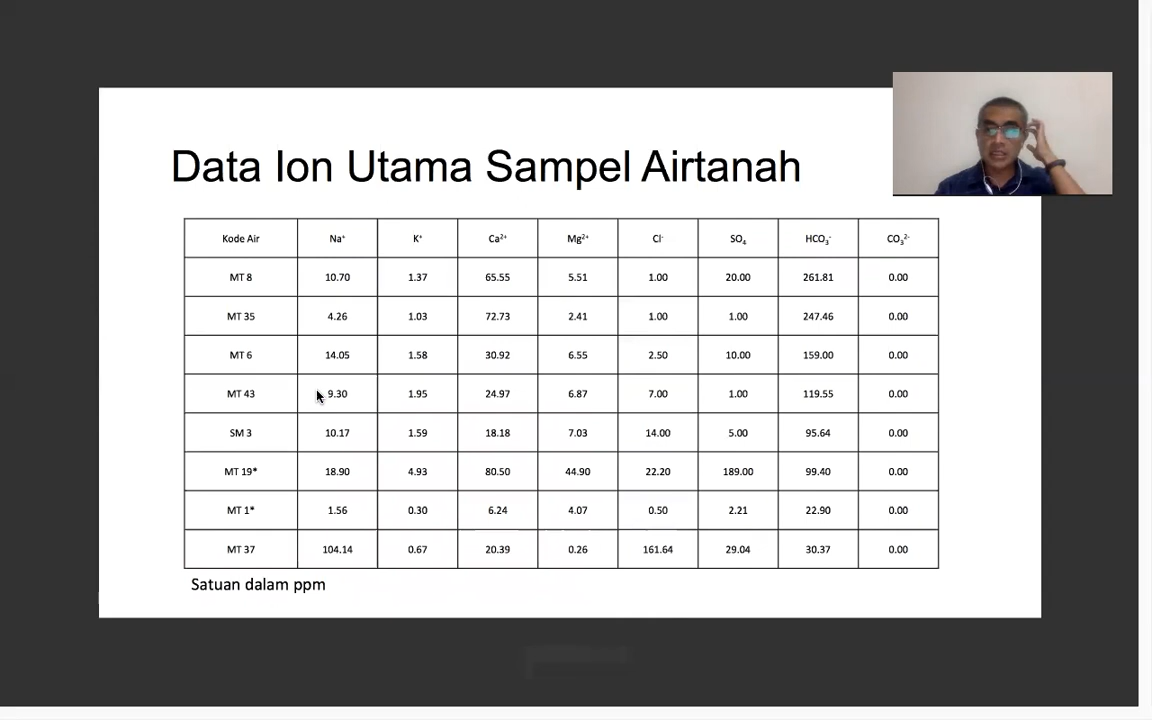 Data Ion Utama Sampel Airtanah
Kode Air Na⁺ K⁺ Ca²⁺ Mg²⁺ Cl⁻ SO₄ HCO₃⁻ CO₃²⁻
MT 8 10.70 1.37 65.55 5.51 1.00 20.00 261.81 0.00
MT 35 4.26 1.03 72.73 2.41 1.00 1.00 247.46 0.00
MT 6 14.05 1.58 30.92 6.55 2.50 10.00 159.00 0.00
MT 43 9.30 1.95 24.97 6.87 7.00 1.00 119.55 0.00
SM 3 10.17 1.59 18.18 7.03 14.00 5.00 95.64 0.00
MT 19* 18.90 4.93 80.50 44.90 22.20 189.00 99.40 0.00
MT 1* 1.56 0.30 6.24 4.07 0.50 2.21 22.90 0.00
MT 37 104.14 0.67 20.39 0.26 161.64 29.04 30.37 0.00
Satuan dalam ppm